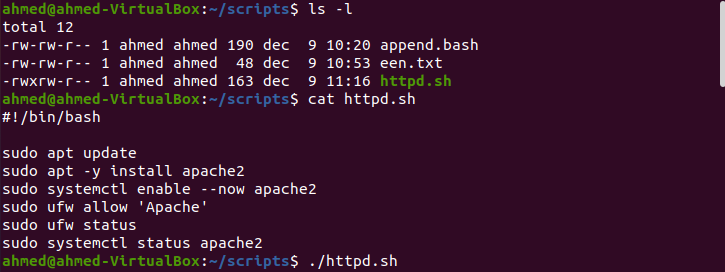 ahmed@ahmed-VirtualBox:~/scripts$ ls -l
total 12
-rw-rw-r-- 1 ahmed ahmed 190 dec  9 10:20 append.bash
-rw-rw-r-- 1 ahmed ahmed  48 dec  9 10:53 een.txt
-rwxrw-r-- 1 ahmed ahmed 163 dec  9 11:16 httpd.sh
ahmed@ahmed-VirtualBox:~/scripts$ cat httpd.sh
#!/bin/bash

sudo apt update
sudo apt -y install apache2
sudo systemctl enable --now apache2
sudo ufw allow 'Apache'
sudo ufw status
sudo systemctl status apache2
ahmed@ahmed-VirtualBox:~/scripts$ ./httpd.sh